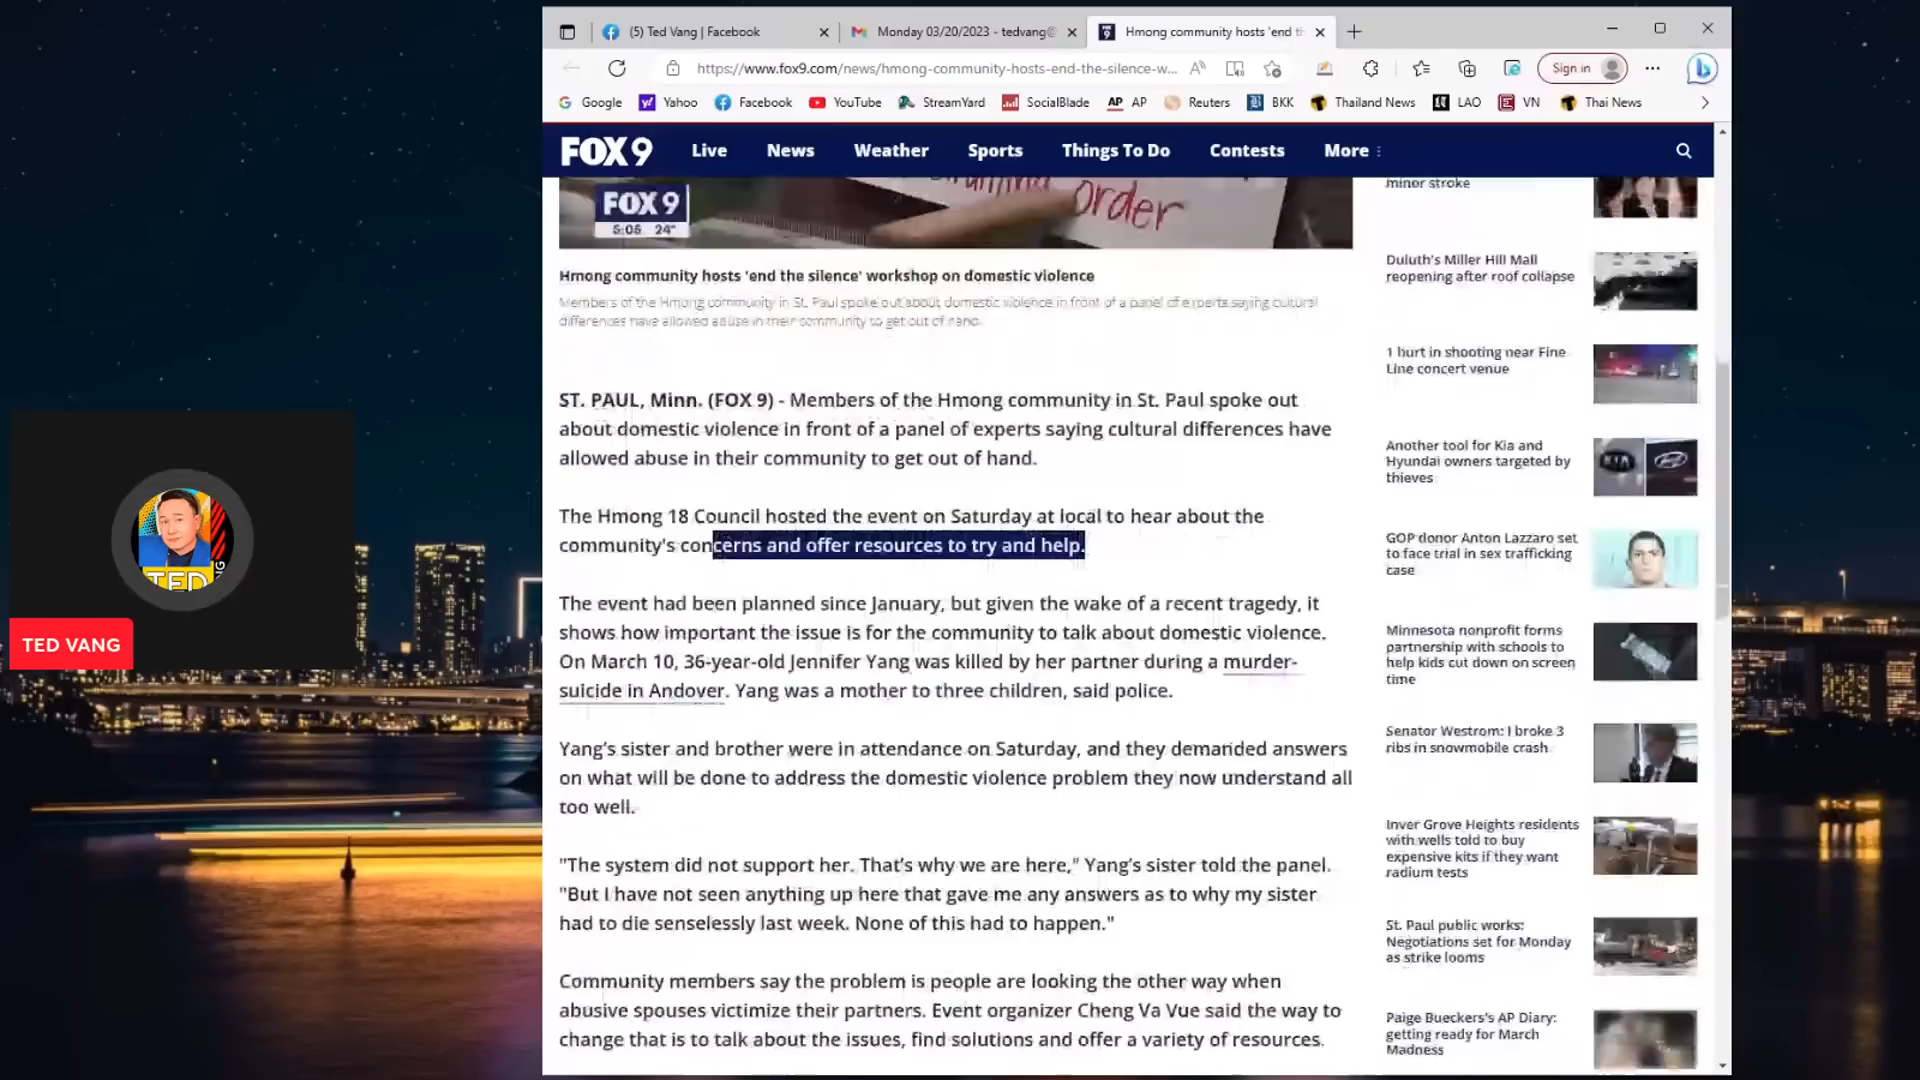 (5) Ted Vang | Facebook
Monday 03/20/2023 - tedvang@
Hmong community hosts 'end th
https://www.fox9.com/news/hmong-community-hosts-end-the-silence-w...
Sign in
Google
Yahoo
Facebook
YouTube
StreamYard
SocialBlade
AP AP
Reuters
BKK
Thailand News
LAO
VN
Thai News
FOX 9
Live
News
Weather
Sports
Things To Do
Contests
More
order
FOX 9
5:05 24°
Hmong community hosts 'end the silence' workshop on domestic violence
Members of the Hmong community in St. Paul spoke out about domestic violence in front of a panel of experts saying cultural
differences have allowed abuse in their community to get out of hand.
ST. PAUL, Minn. (FOX 9) - Members of the Hmong community in St. Paul spoke out
about domestic violence in front of a panel of experts saying cultural differences have
allowed abuse in their community to get out of hand.
The Hmong 18 Council hosted the event on Saturday at local to hear about the
community's concerns and offer resources to try and help.
The event had been planned since January, but given the wake of a recent tragedy, it
shows how important the issue is for the community to talk about domestic violence.
On March 10, 36-year-old Jennifer Yang was killed by her partner during a murder-
suicide in Andover. Yang was a mother to three children, said police.
Yang's sister and brother were in attendance on Saturday, and they demanded answers
on what will be done to address the domestic violence problem they now understand all
too well.
"The system did not support her. That's why we are here," Yang's sister told the panel.
"But I have not seen anything up here that gave me any answers as to why my sister
had to die senselessly last week. None of this had to happen."
Community members say the problem is people are looking the other way when
abusive spouses victimize their partners. Event organizer Cheng Va Vue said the way to
change that is to talk about the issues, find solutions and offer a variety of resources.
minor stroke
Duluth's Miller Hill Mall
reopening after roof collapse
1 hurt in shooting near Fine
Line concert venue
Another tool for Kia and
Hyundai owners targeted by
thieves
KIA
GOP donor Anton Lazzaro set
to face trial in sex trafficking
case
Minnesota nonprofit forms
partnership with schools to
help kids cut down on screen
time
Senator Westrom: I broke 3
ribs in snowmobile crash
Inver Grove Heights residents
with wells told to buy
expensive kits if they want
radium tests
St. Paul public works:
Negotiations set for Monday
as strike looms
Paige Bueckers's AP Diary:
getting ready for March
Madness
TED
TED VANG